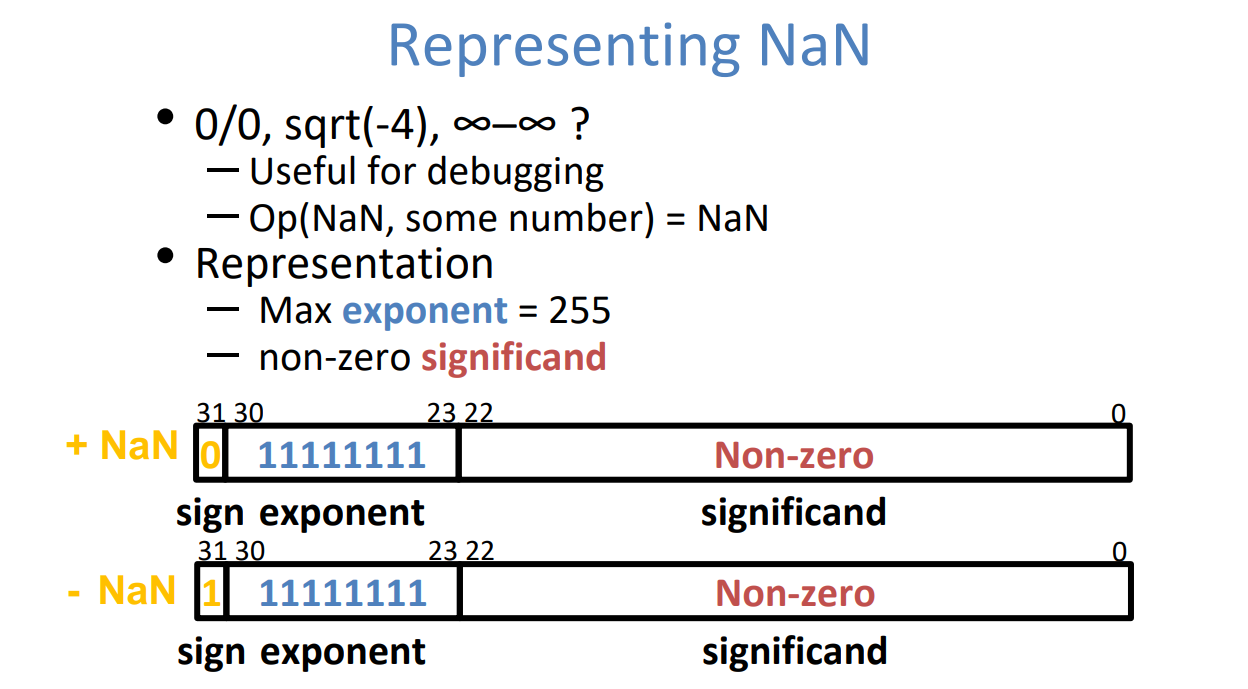 Representing NaN
• 0/0, sqrt(-4), ∞–∞ ?
– Useful for debugging
– Op(NaN, some number) = NaN
• Representation
– Max exponent = 255
– non-zero significand
31 30 23 22 0
+ NaN 0 11111111 Non-zero
sign exponent significand
31 30 23 22 0
- NaN 1 11111111 Non-zero
sign exponent significand